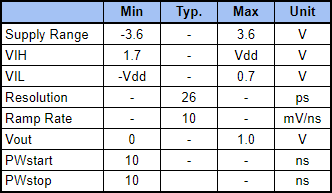 Min Typ. Max Unit
Supply Range -3.6 - 3.6 V
VIH 1.7 - Vdd V
VIL -Vdd - 0.7 V
Resolution - 26 - ps
Ramp Rate - 10 - mV/ns
Vout 0 - 1.0 V
PWstart 10 - - ns
PWstop 10 - - ns